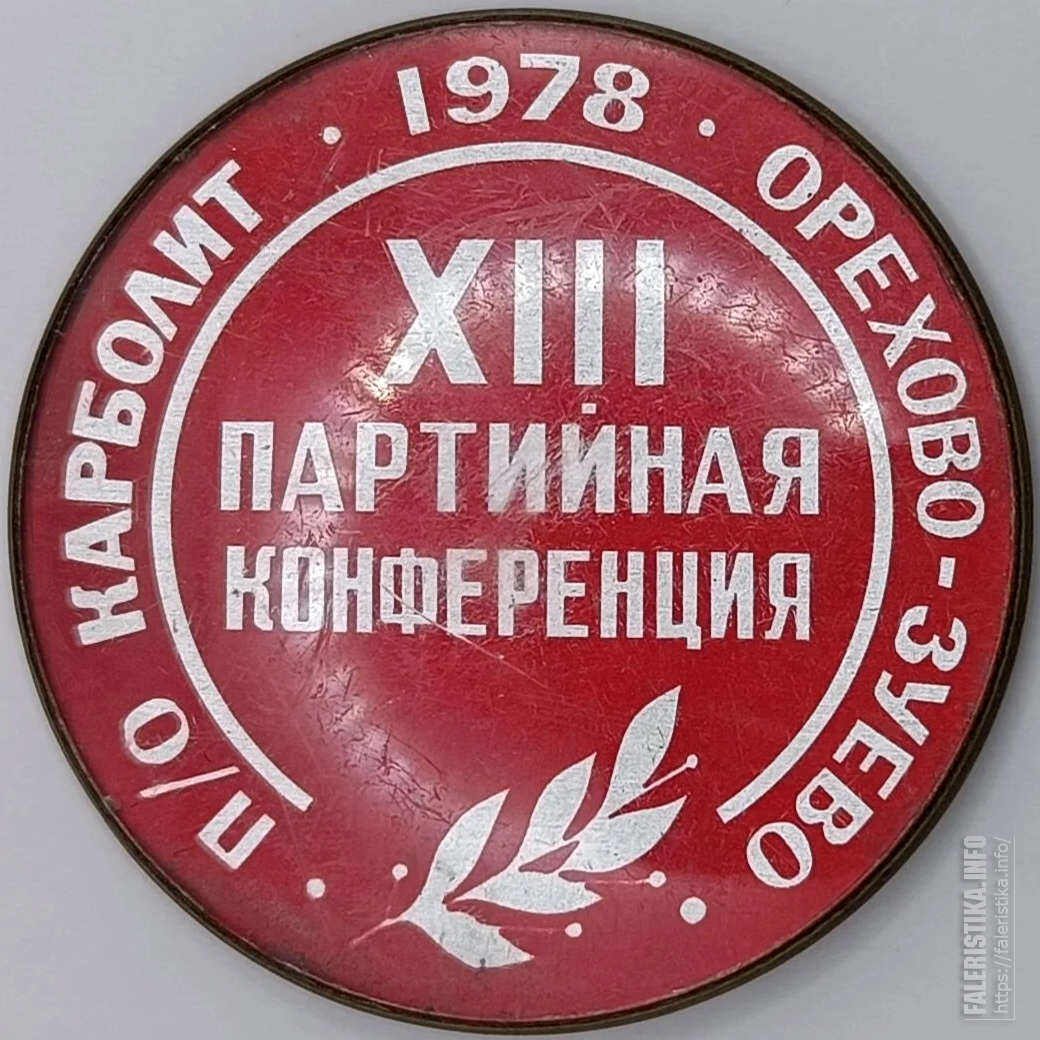 П/О КАРБОЛИТ · 1978 · ОРЕХОВО-ЗУЕВО
XIII
ПАРТИЙНАЯ
КОНФЕРЕНЦИЯ
FALERISTIKA.INFO
https://faleristika.info/